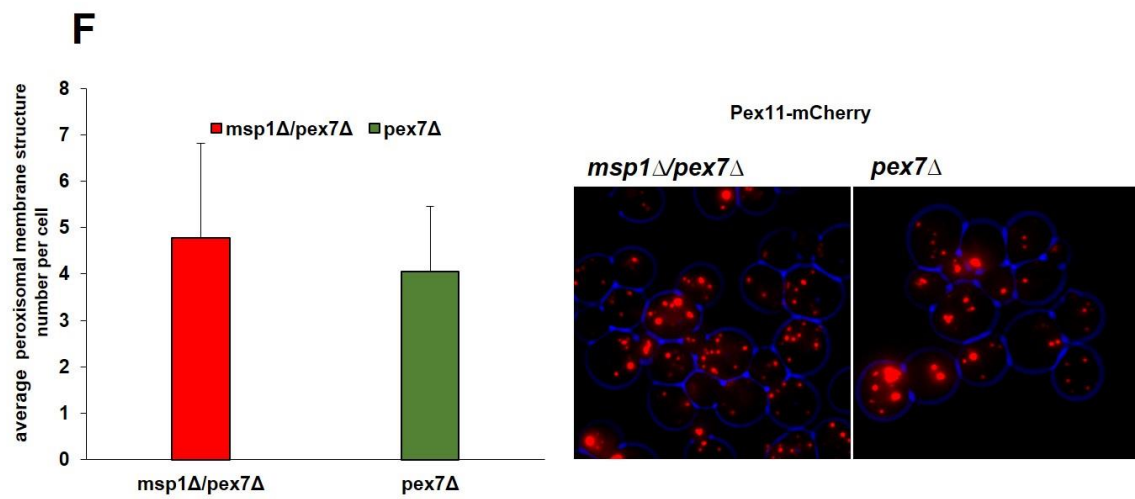 F
average peroxisomal membrane structure
number per cell
8
7
6
5
4
3
2
1
0
msp1Δ/pex7Δ pex7Δ
msp1Δ/pex7Δ pex7Δ
Pex11-mCherry
msp1Δ/pex7Δ pex7Δ